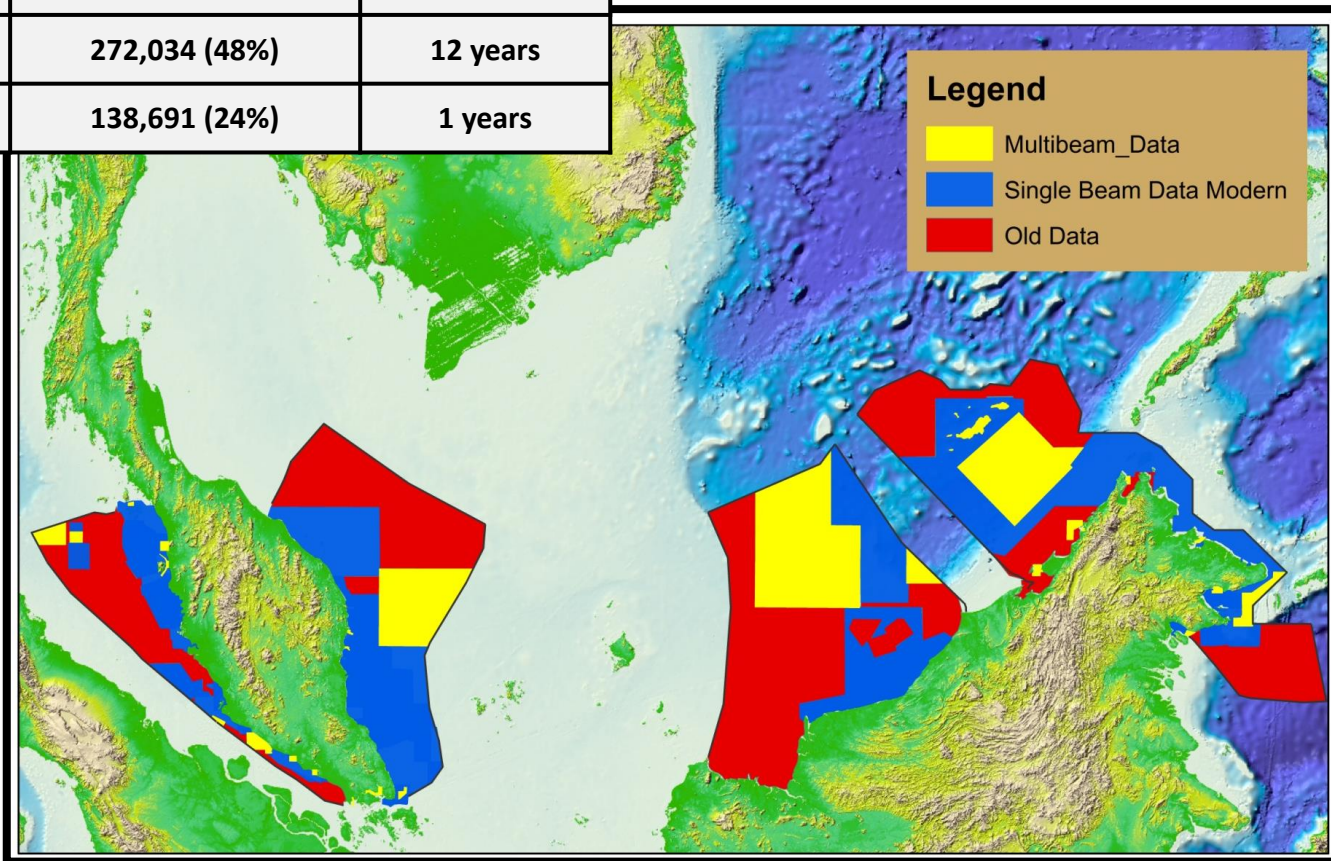 272,034 (48%) 12 years
138,691 (24%) 1 years
Legend
Multibeam_Data
Single Beam Data Modern
Old Data